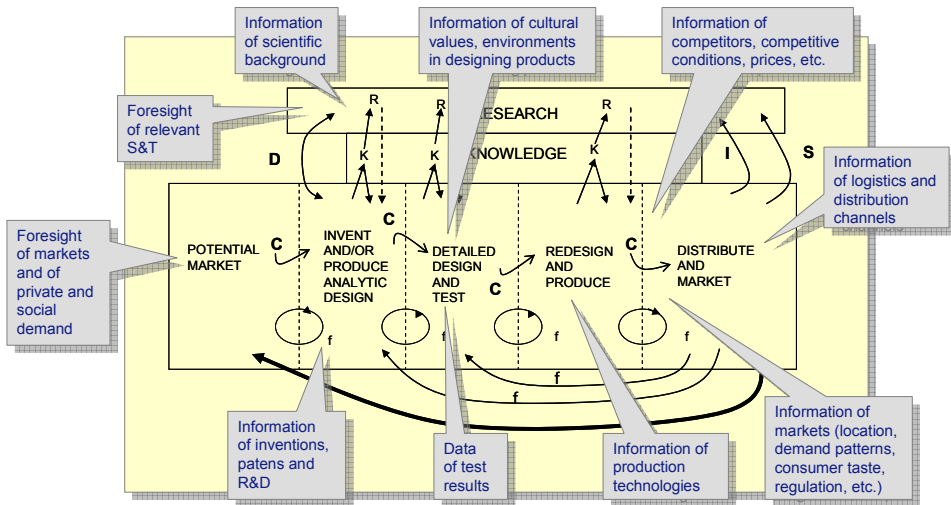 Information
of scientific
background
Information of cultural
values, environments
in designing products
Information of
competitors, competitive
conditions, prices, etc.
Foresight
of relevant
S&T
R
R
R
ESEARCH
D
K
K
NOWLEDGE
K
I
S
Information
of logistics and
distribution
channels
Foresight
of markets
and of
private and
social
demand
POTENTIAL
MARKET
C
INVENT
AND/OR
PRODUCE
ANALYTIC
DESIGN
C
DETAILED
DESIGN
AND
TEST
C
REDESIGN
AND
PRODUCE
C
DISTRIBUTE
AND
MARKET
f
f
f
f
f
f
Information
of inventions,
patens and
R&D
Data
of test
results
Information of
production
technologies
Information of
markets (location,
demand patterns,
consumer taste,
regulation, etc.)